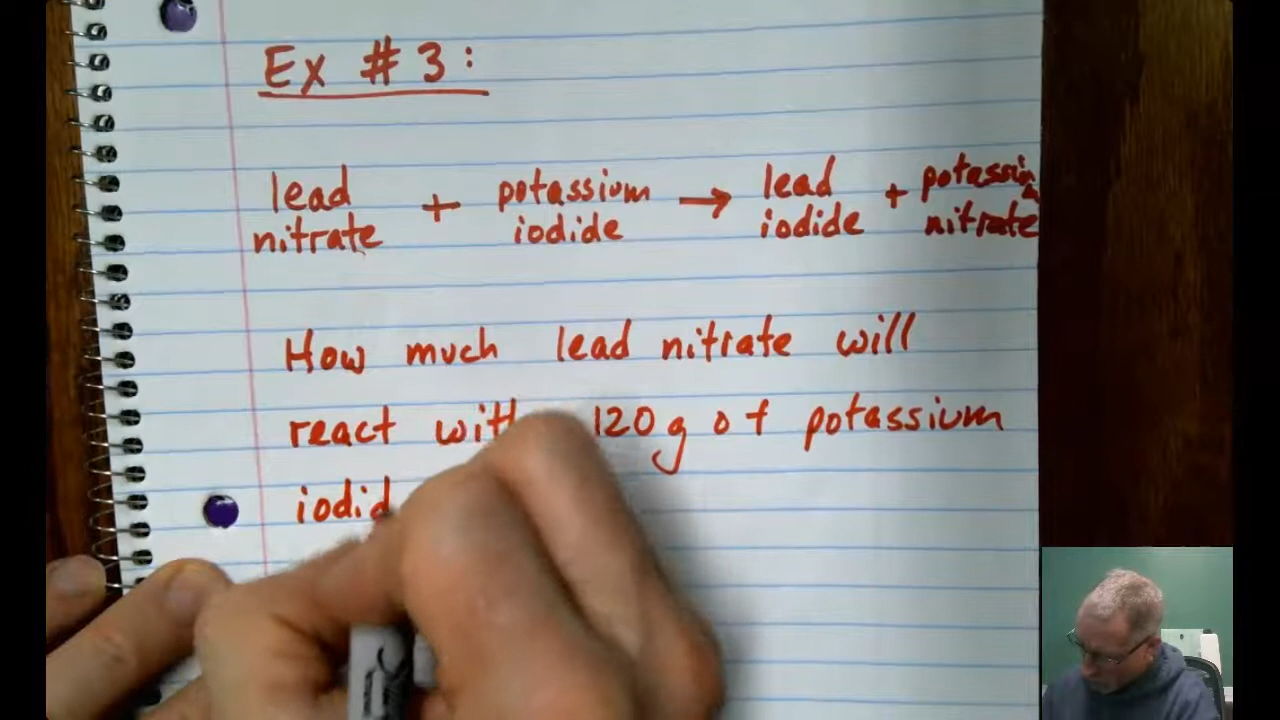 Ex #3:
lead nitrate + potassium iodide → lead iodide + potassium nitrate
How much lead nitrate will
react with 120g of potassium
iodid